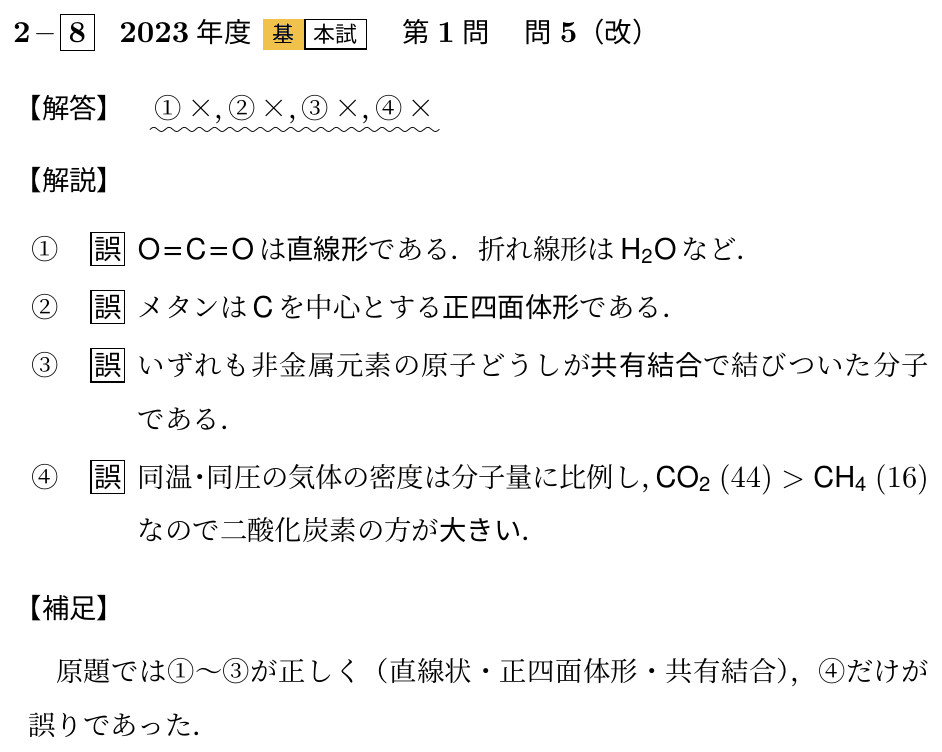 2－8 2023 年度 基 本試 第 1 問 問 5（改）
【解答】 ① ×, ② ×, ③ ×, ④ ×
【解説】
① 誤 O=C=O は直線形である．折れ線形は H₂O など．
② 誤 メタンは C を中心とする正四面体形である．
③ 誤 いずれも非金属元素の原子どうしが共有結合で結びついた分子
である．
④ 誤 同温・同圧の気体の密度は分子量に比例し, CO₂ (44) > CH₄ (16)
なので二酸化炭素の方が大きい．
【補足】
原題では①～③が正しく（直線状・正四面体形・共有結合），④だけが
誤りであった．